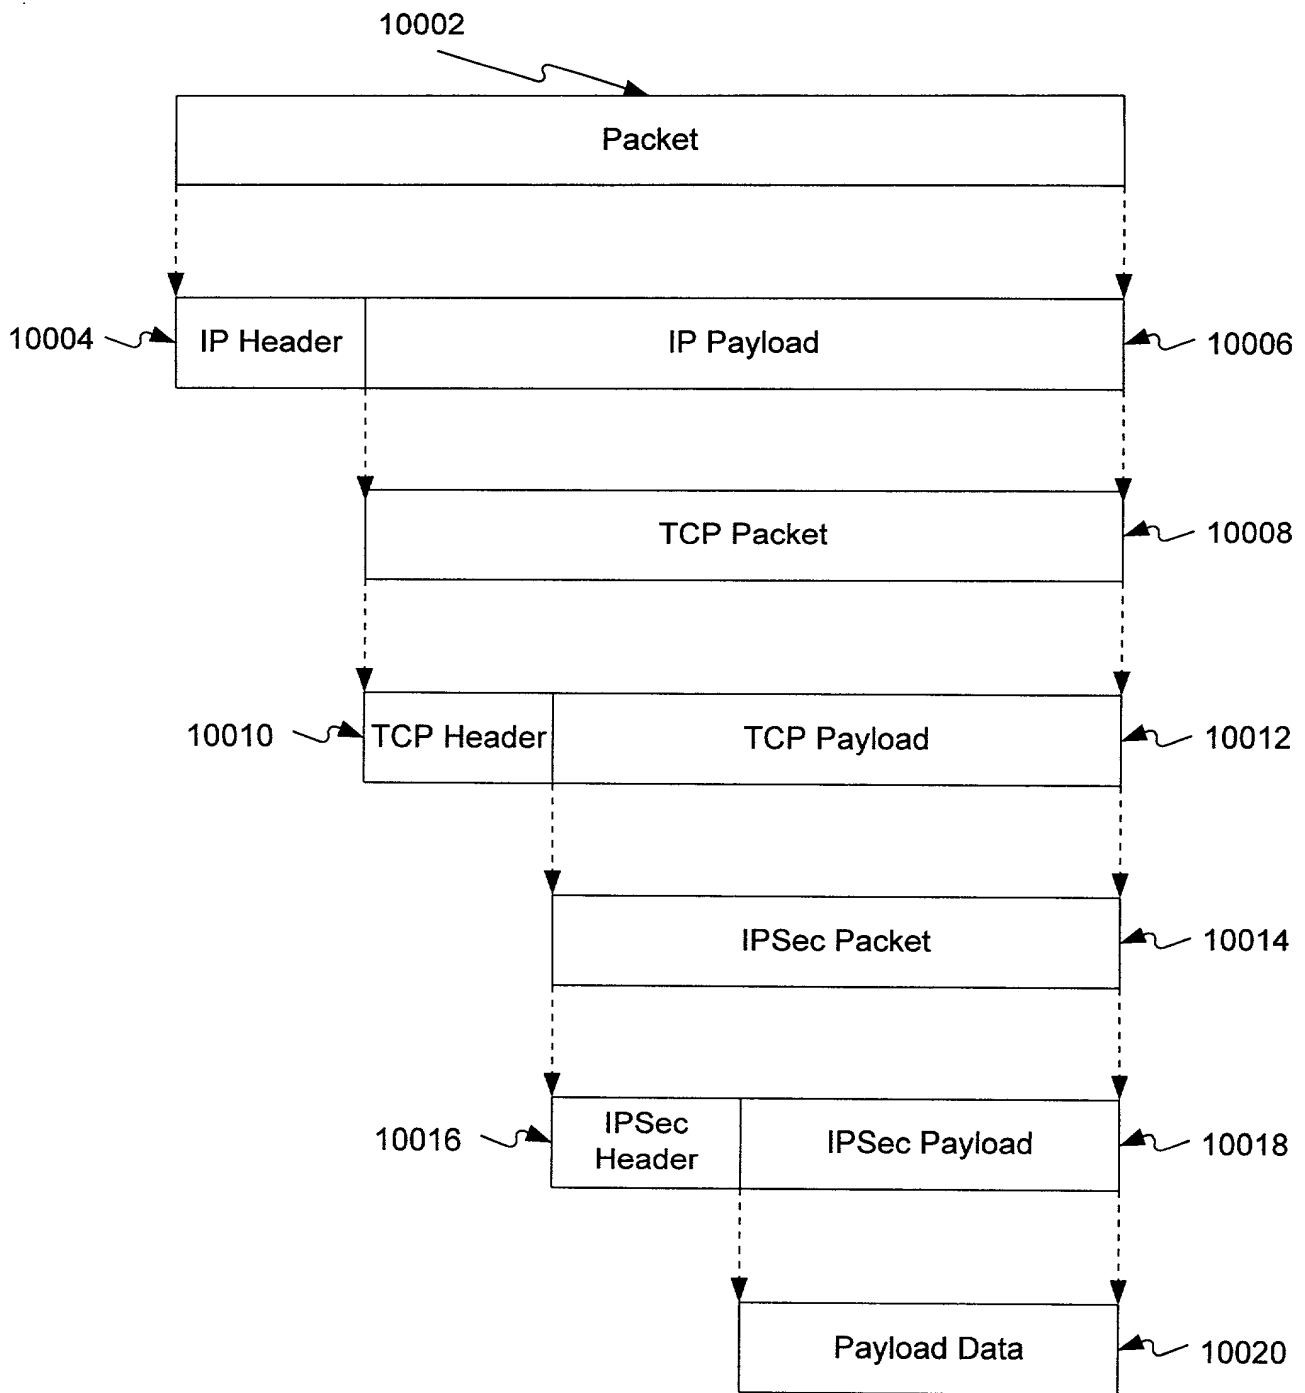 10002
Packet
10004
IP Header
IP Payload
10006
TCP Packet
10008
10010
TCP Header
TCP Payload
10012
IPSec Packet
10014
10016
IPSec
Header
IPSec Payload
10018
Payload Data
10020